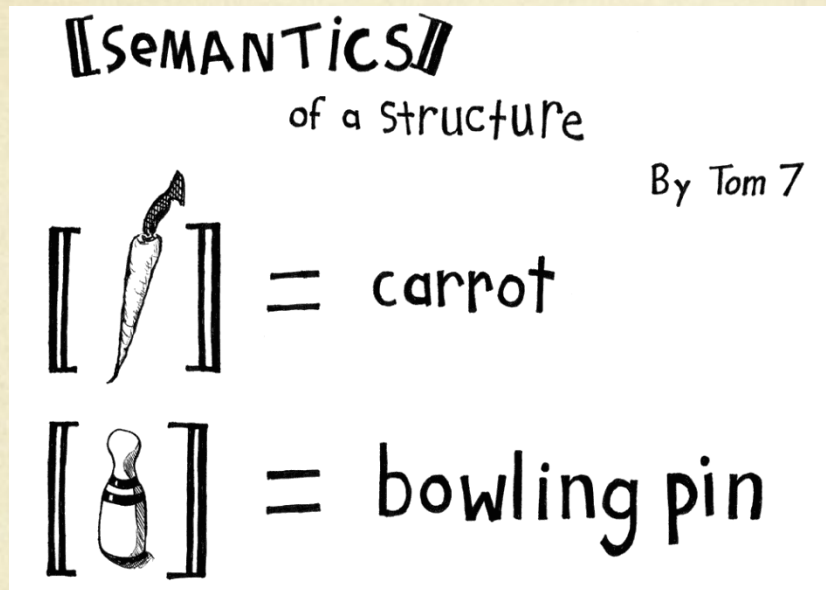 ⟦SeMANTiCS⟧
of a structure
By Tom 7
⟦ ⟧ = carrot
⟦ ⟧ = bowling pin